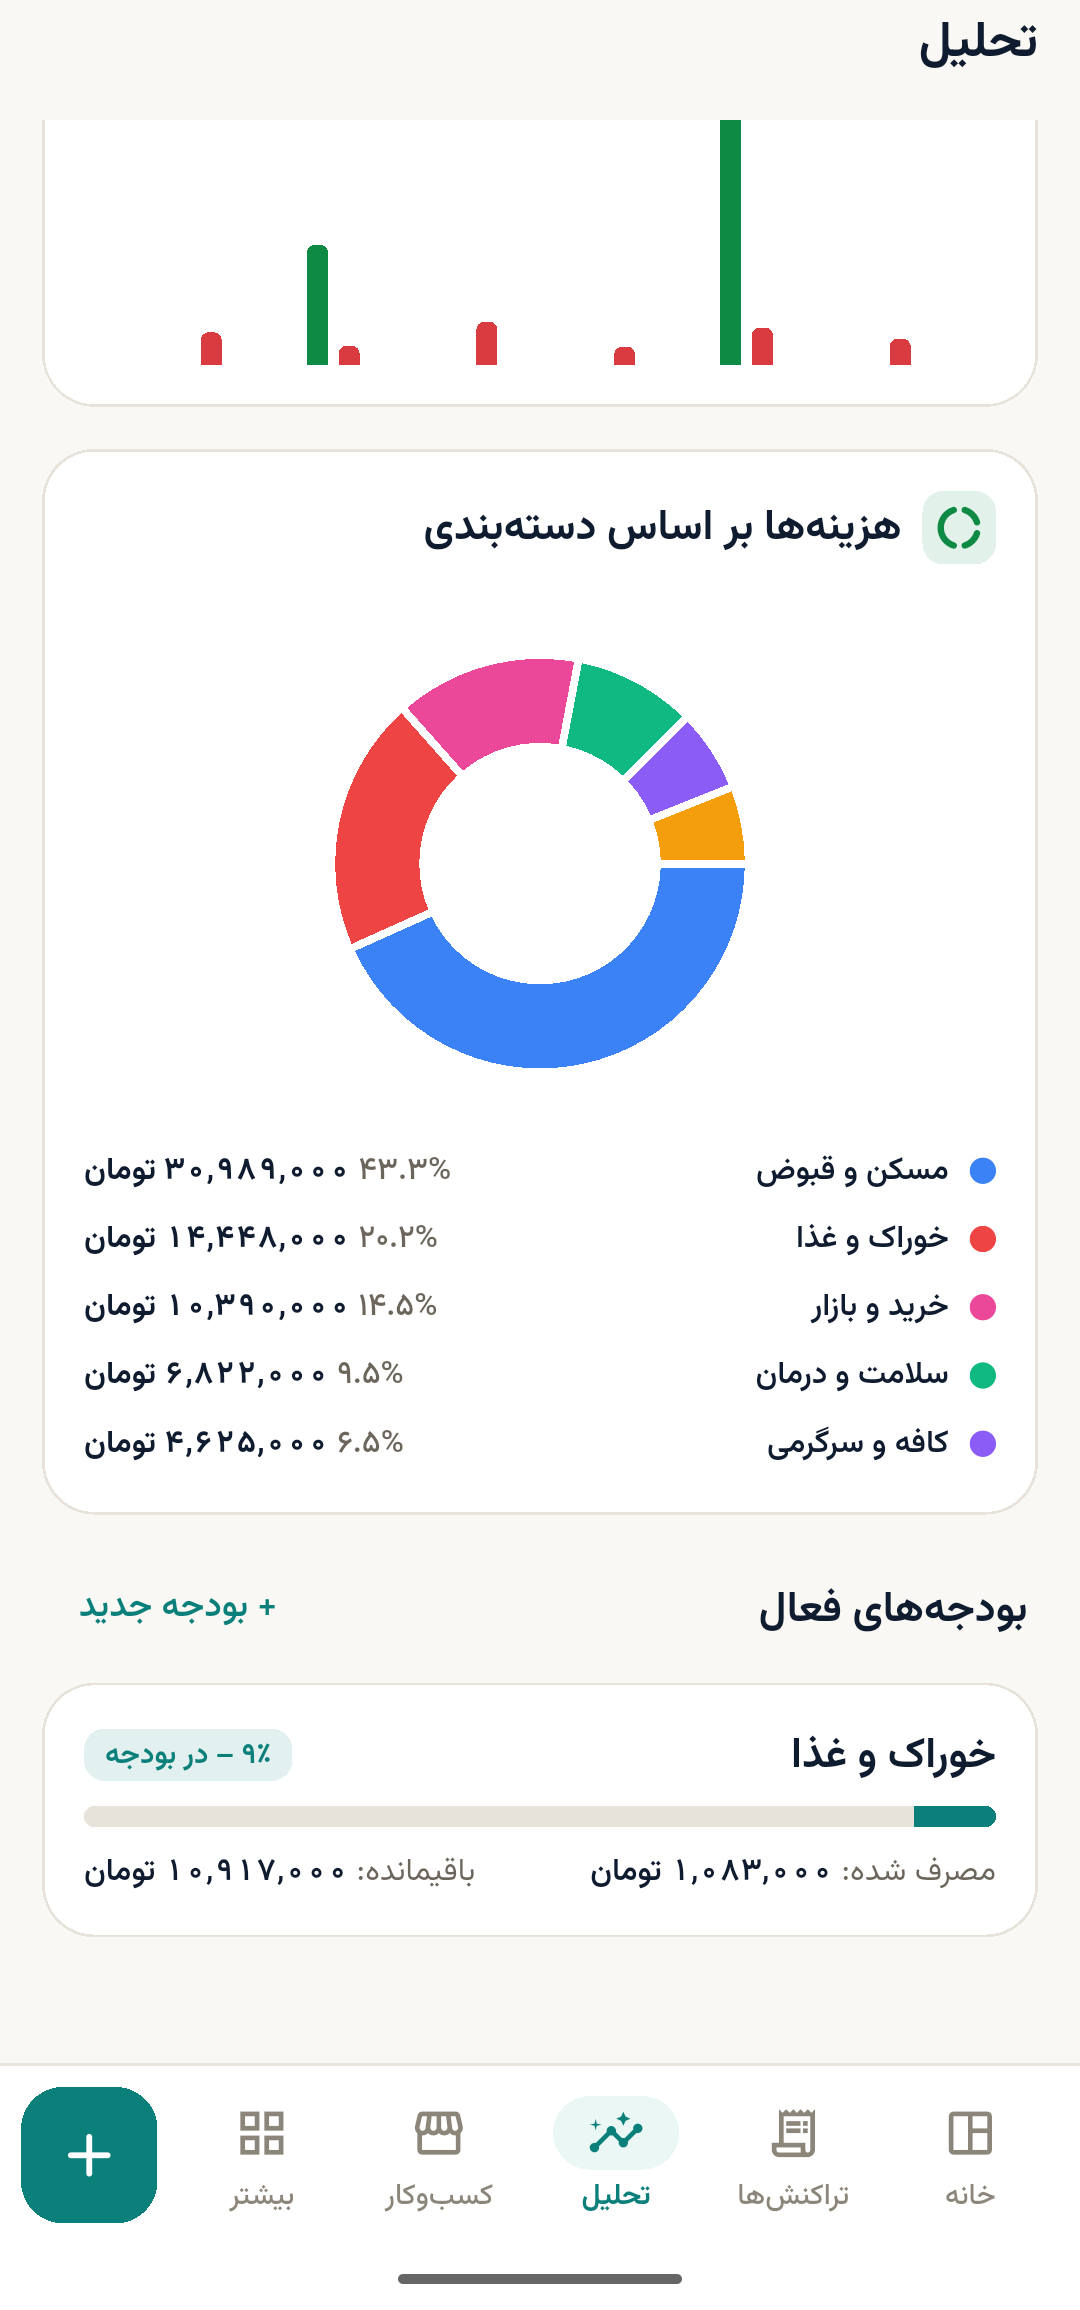 تحلیل
هزینه‌ها بر اساس دسته‌بندی
مسکن و قبوض ۴۳.۳% ۳۰,۹۸۹,۰۰۰ تومان
خوراک و غذا ۲۰.۲% ۱۴,۴۴۸,۰۰۰ تومان
خرید و بازار ۱۴.۵% ۱۰,۳۹۰,۰۰۰ تومان
سلامت و درمان ۹.۵% ۶,۸۲۲,۰۰۰ تومان
کافه و سرگرمی ۶.۵% ۴,۶۲۵,۰۰۰ تومان
بودجه‌های فعال + بودجه جدید
خوراک و غذا ۹٪ – در بودجه
مصرف شده: ۱,۰۸۳,۰۰۰ تومان باقیمانده: ۱۰,۹۱۷,۰۰۰ تومان
خانه تراکنش‌ها تحلیل کسب‌وکار بیشتر